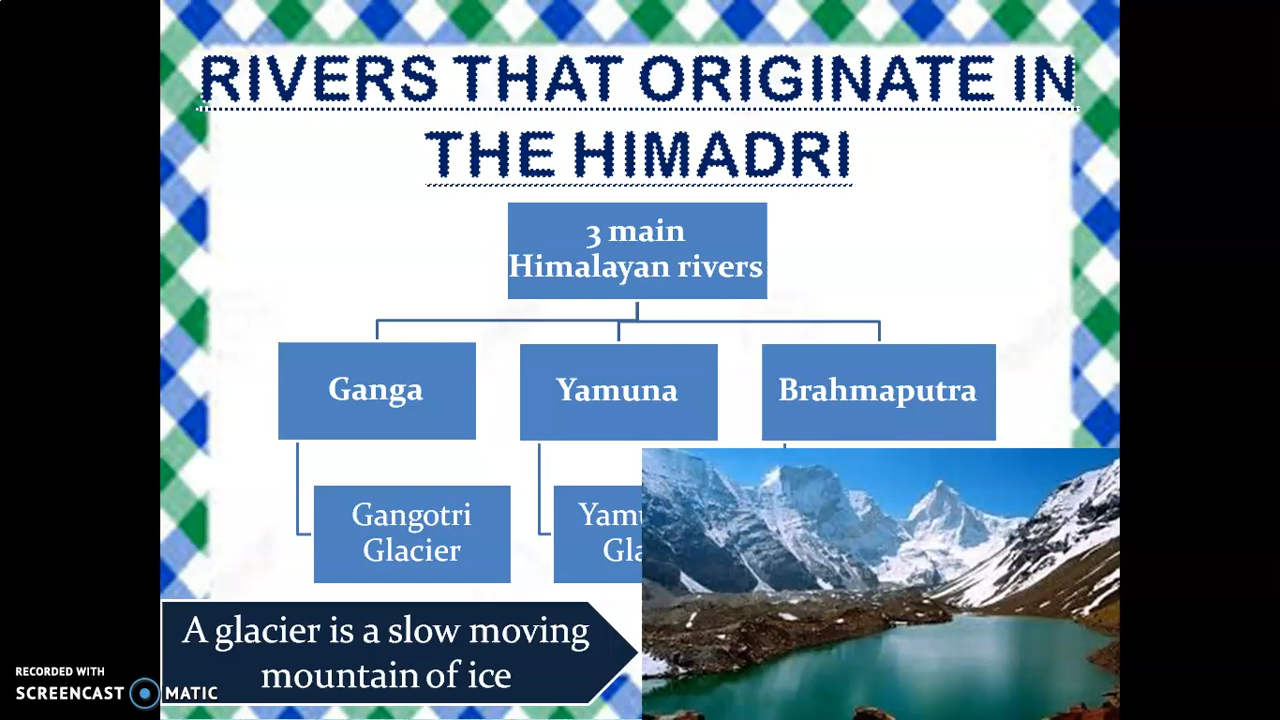 RIVERS THAT ORIGINATE IN
THE HIMADRI
3 main
Himalayan rivers
Ganga
Yamuna
Brahmaputra
Gangotri
Glacier
A glacier is a slow moving
mountain of ice
RECORDED WITH
SCREENCAST MATIC